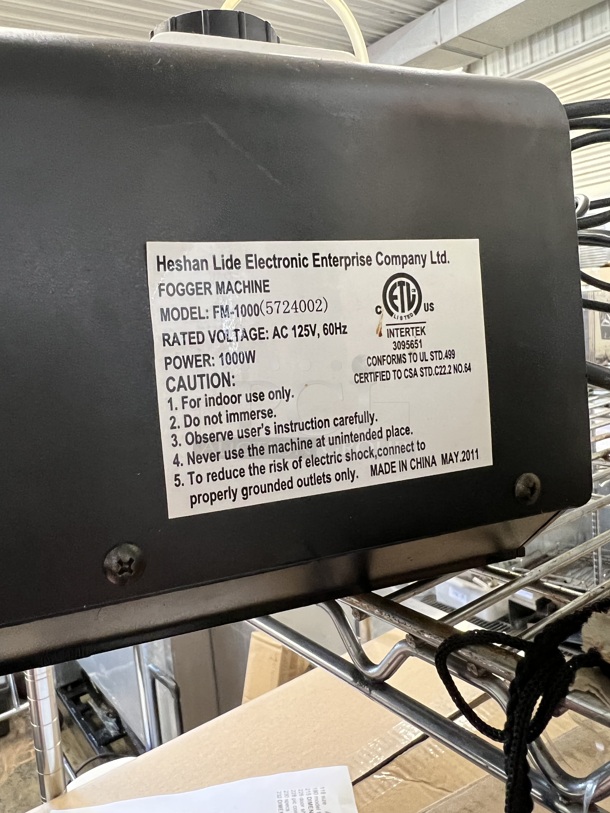 Heshan Lide Electronic Enterprise Company Ltd.
FOGGER MACHINE
MODEL: FM-1000(5724002)
RATED VOLTAGE: AC 125V, 60Hz
POWER: 1000W
CAUTION:
1. For indoor use only.
2. Do not immerse.
3. Observe user's instruction carefully.
4. Never use the machine at unintended place.
5. To reduce the risk of electric shock,connect to
properly grounded outlets only. MADE IN CHINA MAY.2011
C ETL US
LISTED
INTERTEK
3095651
CONFORMS TO UL STD.499
CERTIFIED TO CSA STD.C22.2 NO.64